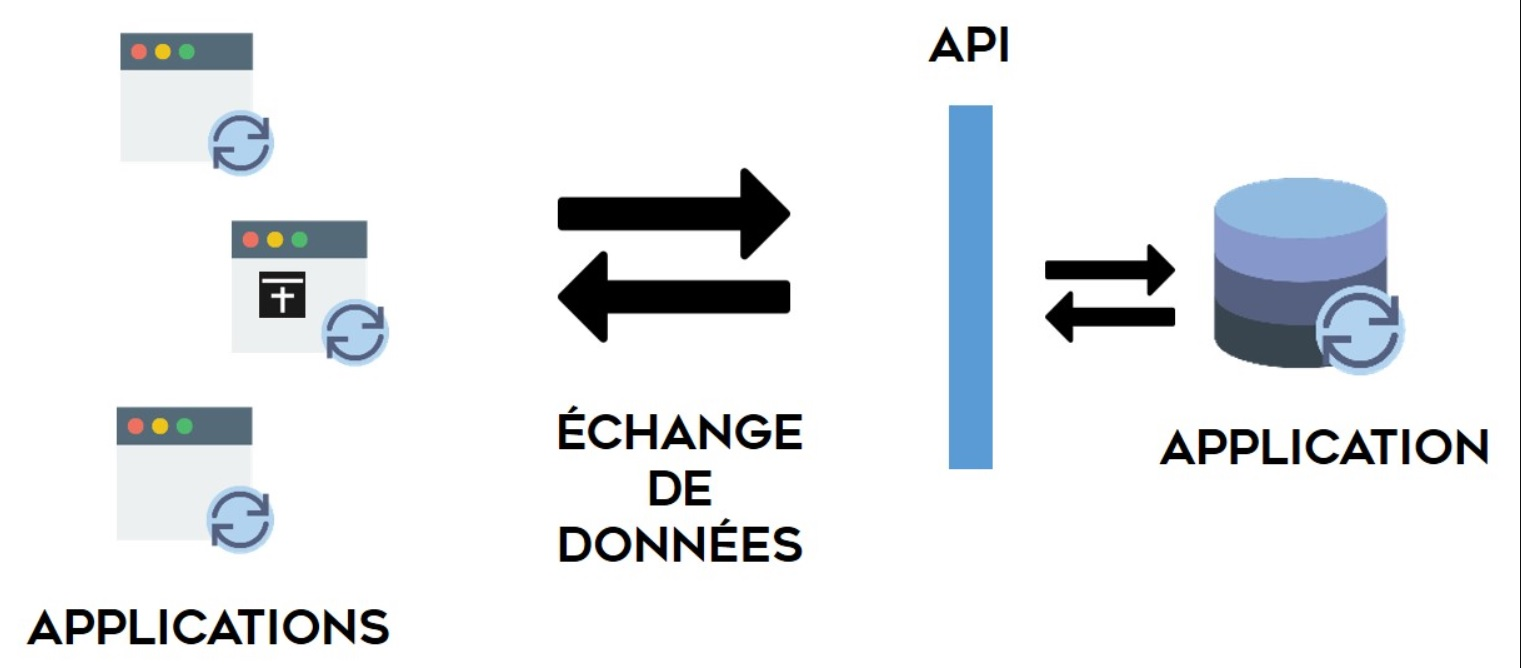 API
ÉCHANGE
DE
DONNÉES
APPLICATION
APPLICATIONS